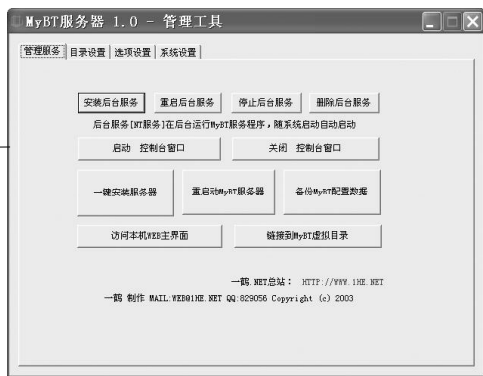 MyBT服务器 1.0 - 管理工具
管理服务 目录设置 选项设置 系统设置
安装后台服务 重启后台服务 停止后台服务 删除后台服务
后台服务[NT服务]在后台运行MyBT服务程序，随系统启动自动启动
启动 控制台窗口 关闭 控制台窗口
一键安装服务器 重启动MyBT服务器 备份MyBT配置数据
访问本机WEB主界面 链接到MyBT虚拟目录
一鹤.NET总站： HTTP://WWW.1HE.NET
一鹤 制作 MAIL:WEB@1HE.NET QQ:829056 Copyright (c) 2003